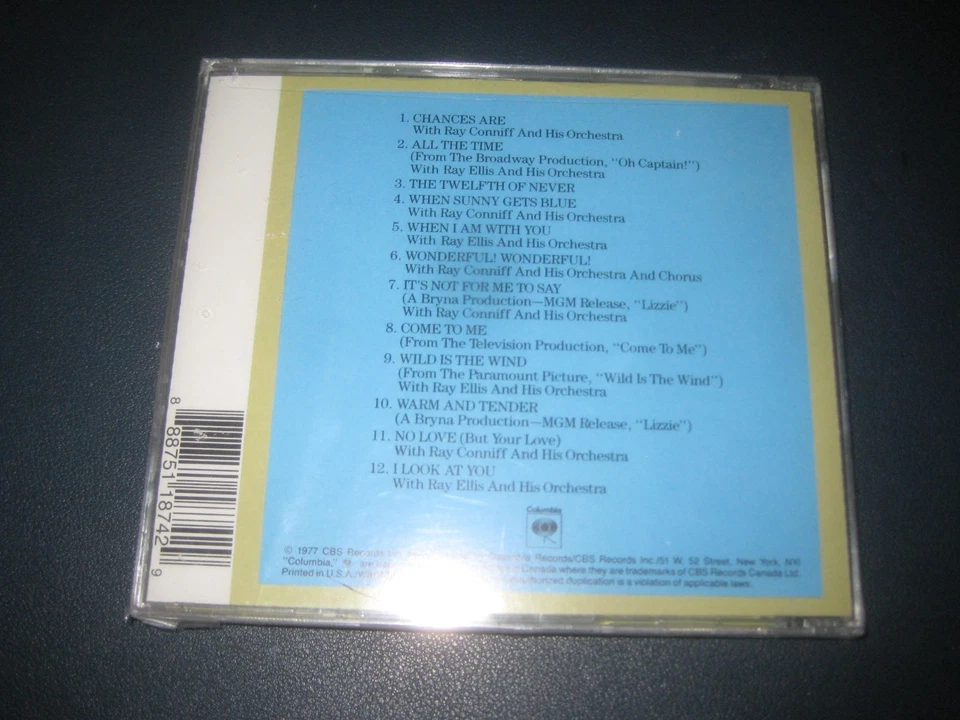 1. CHANCES ARE
With Ray Conniff And His Orchestra
2. ALL THE TIME
(From The Broadway Production, "Oh Captain!")
With Ray Ellis And His Orchestra
3. THE TWELFTH OF NEVER
4. WHEN SUNNY GETS BLUE
With Ray Conniff And His Orchestra
5. WHEN I AM WITH YOU
With Ray Ellis And His Orchestra
6. WONDERFUL! WONDERFUL!
With Ray Conniff And His Orchestra And Chorus
7. IT'S NOT FOR ME TO SAY
(A Bryna Production—MGM Release, "Lizzie")
With Ray Conniff And His Orchestra
8. COME TO ME
(From The Television Production, "Come To Me")
9. WILD IS THE WIND
(From The Paramount Picture, "Wild Is The Wind")
With Ray Ellis And His Orchestra
10. WARM AND TENDER
(A Bryna Production—MGM Release, "Lizzie")
11. NO LOVE (But Your Love)
With Ray Conniff And His Orchestra
12. I LOOK AT YOU
With Ray Ellis And His Orchestra
Columbia
© 1977 CBS Records Records/CBS Records Inc./51 W. 52 Street, New York, NY/
"Columbia," are Canada where they are trademarks of CBS Records Canada Ltd.
Printed in U.S.A. duplication is a violation of applicable laws.
8 88751 18742 9